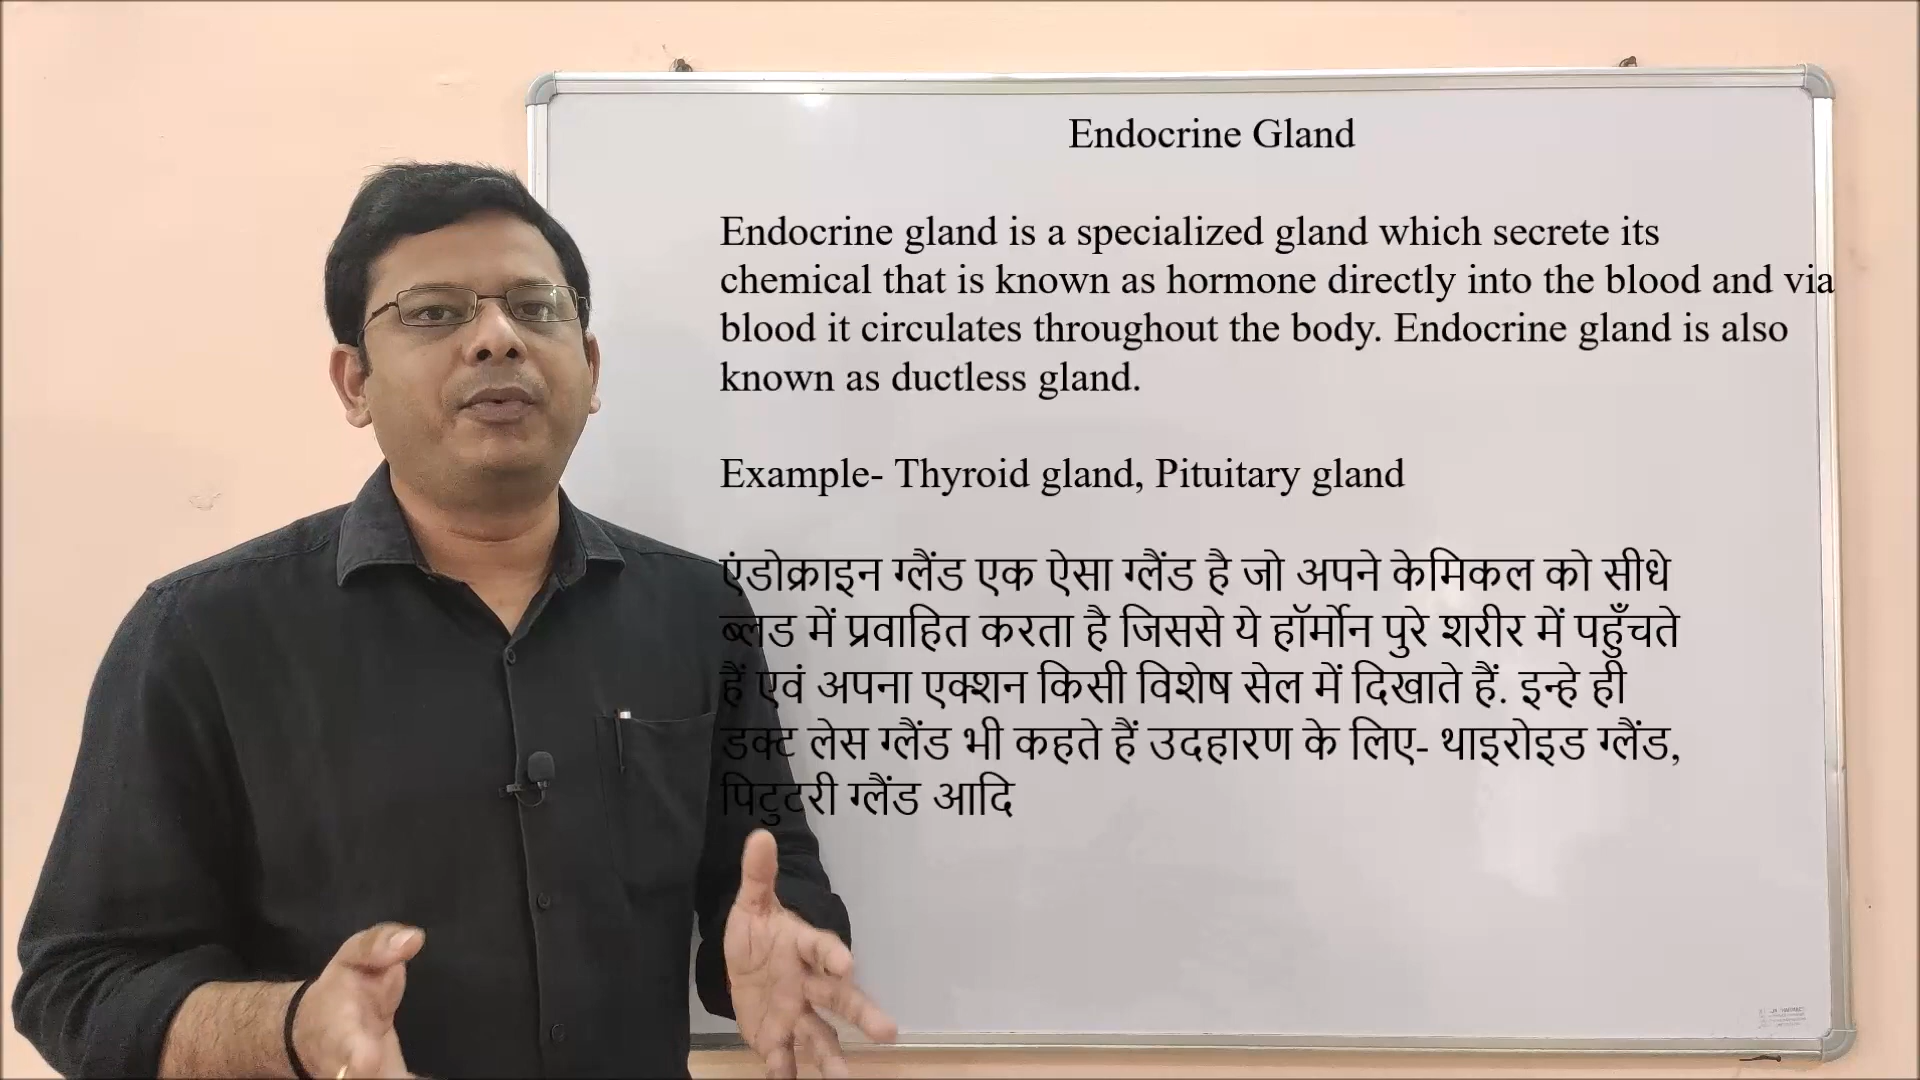 Endocrine Gland
Endocrine gland is a specialized gland which secrete its
chemical that is known as hormone directly into the blood and via
blood it circulates throughout the body. Endocrine gland is also
known as ductless gland.
Example- Thyroid gland, Pituitary gland
एंडोक्राइन ग्लैंड एक ऐसा ग्लैंड है जो अपने केमिकल को सीधे
ब्लड में प्रवाहित करता है जिससे ये हॉर्मोन पुरे शरीर में पहुँचते
हैं एवं अपना एक्शन किसी विशेष सेल में दिखाते हैं. इन्हे ही
डक्ट लेस ग्लैंड भी कहते हैं उदहारण के लिए- थाइरोइड ग्लैंड,
पिटुटरी ग्लैंड आदि